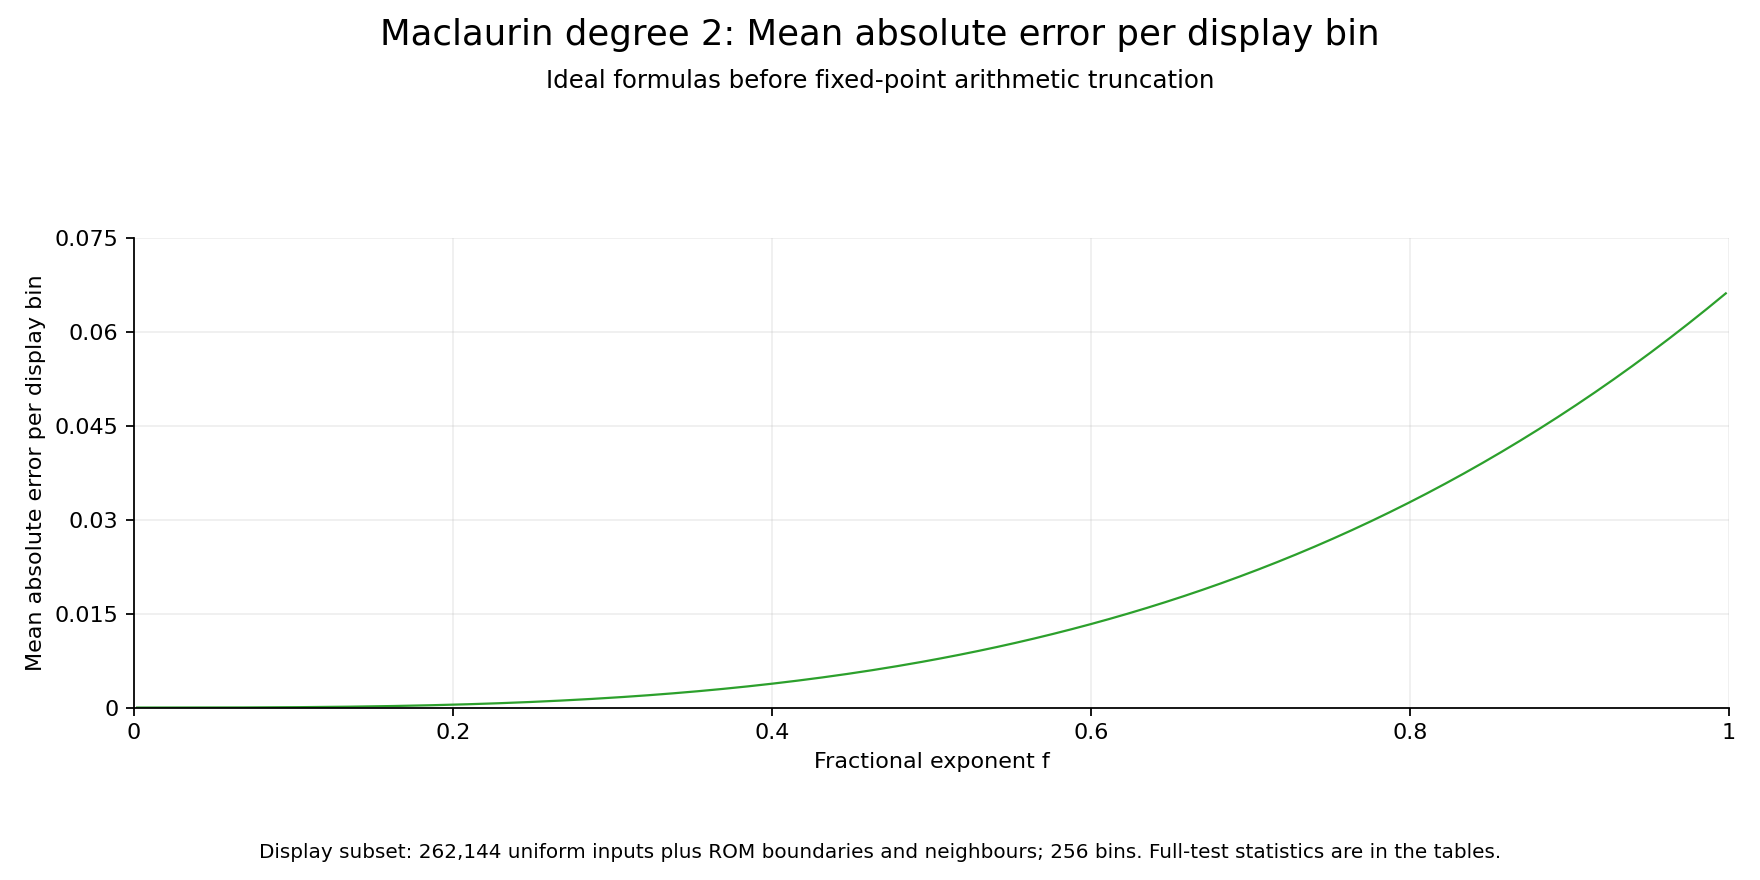 Maclaurin degree 2: Mean absolute error per display bin
Ideal formulas before fixed-point arithmetic truncation
Mean absolute error per display bin
0.075
0.06
0.045
0.03
0.015
0
0
0.2
0.4
0.6
0.8
1
Fractional exponent f
Display subset: 262,144 uniform inputs plus ROM boundaries and neighbours; 256 bins. Full-test statistics are in the tables.